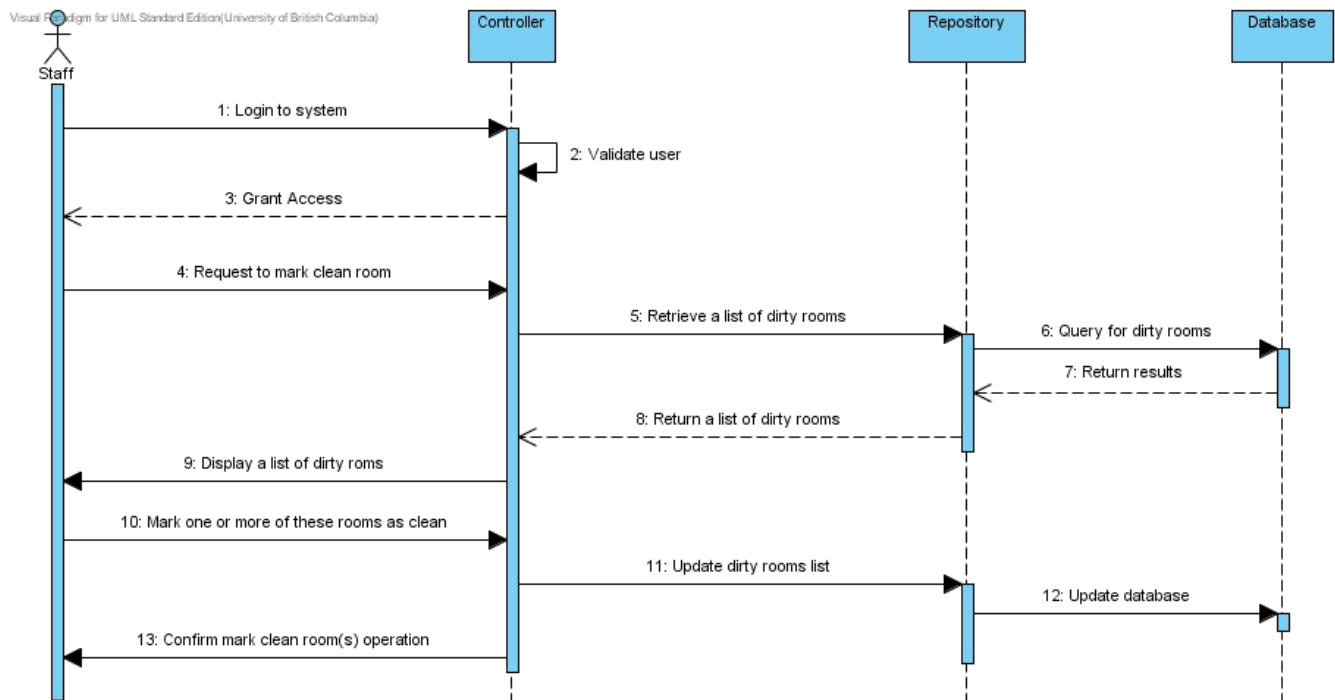 Visual Paradigm for UML Standard Edition(University of British Columbia)
Controller
Repository
Database
Staff
1: Login to system
2: Validate user
3: Grant Access
4: Request to mark clean room
5: Retrieve a list of dirty rooms
6: Query for dirty rooms
7: Return results
8: Return a list of dirty rooms
9: Display a list of dirty roms
10: Mark one or more of these rooms as clean
11: Update dirty rooms list
12: Update database
13: Confirm mark clean room(s) operation